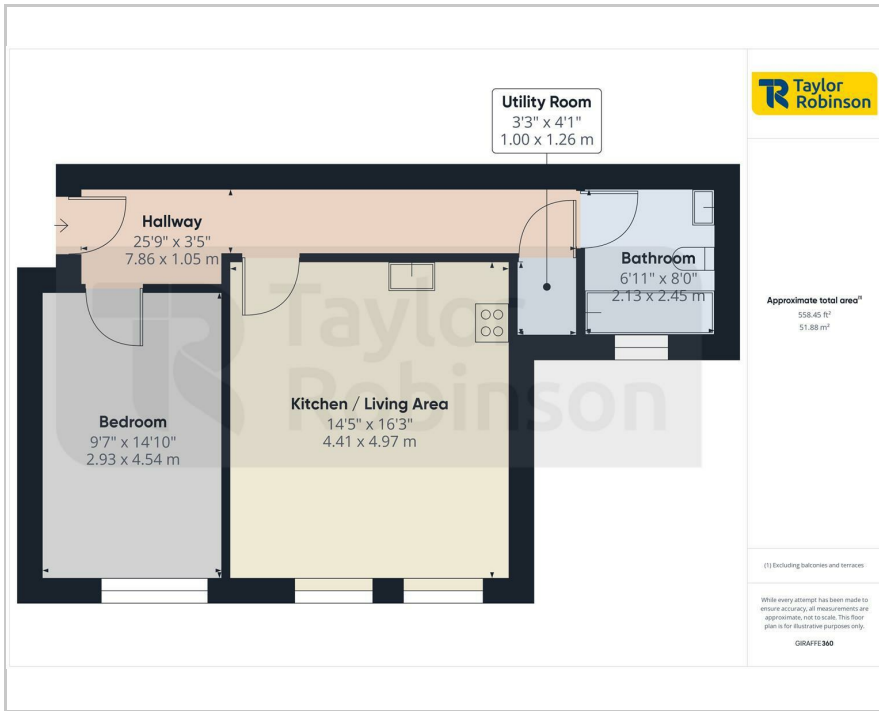 Utility Room
3'3" x 4'1"
1.00 x 1.26 m
Hallway
25'9" x 3'5"
7.86 x 1.05 m
Bathroom
6'11" x 8'0"
2.13 x 2.45 m
Kitchen / Living Area
14'5" x 16'3"
4.41 x 4.97 m
Bedroom
9'7" x 14'10"
2.93 x 4.54 m
Taylor
Robinson
TR Taylor
Robinson
Approximate total area⁽¹⁾
558.45 ft²
51.88 m²
(1) Excluding balconies and terraces
While every attempt has been made to
ensure accuracy, all measurements are
approximate, not to scale. This floor
plan is for illustrative purposes only.
GIRAFFE360